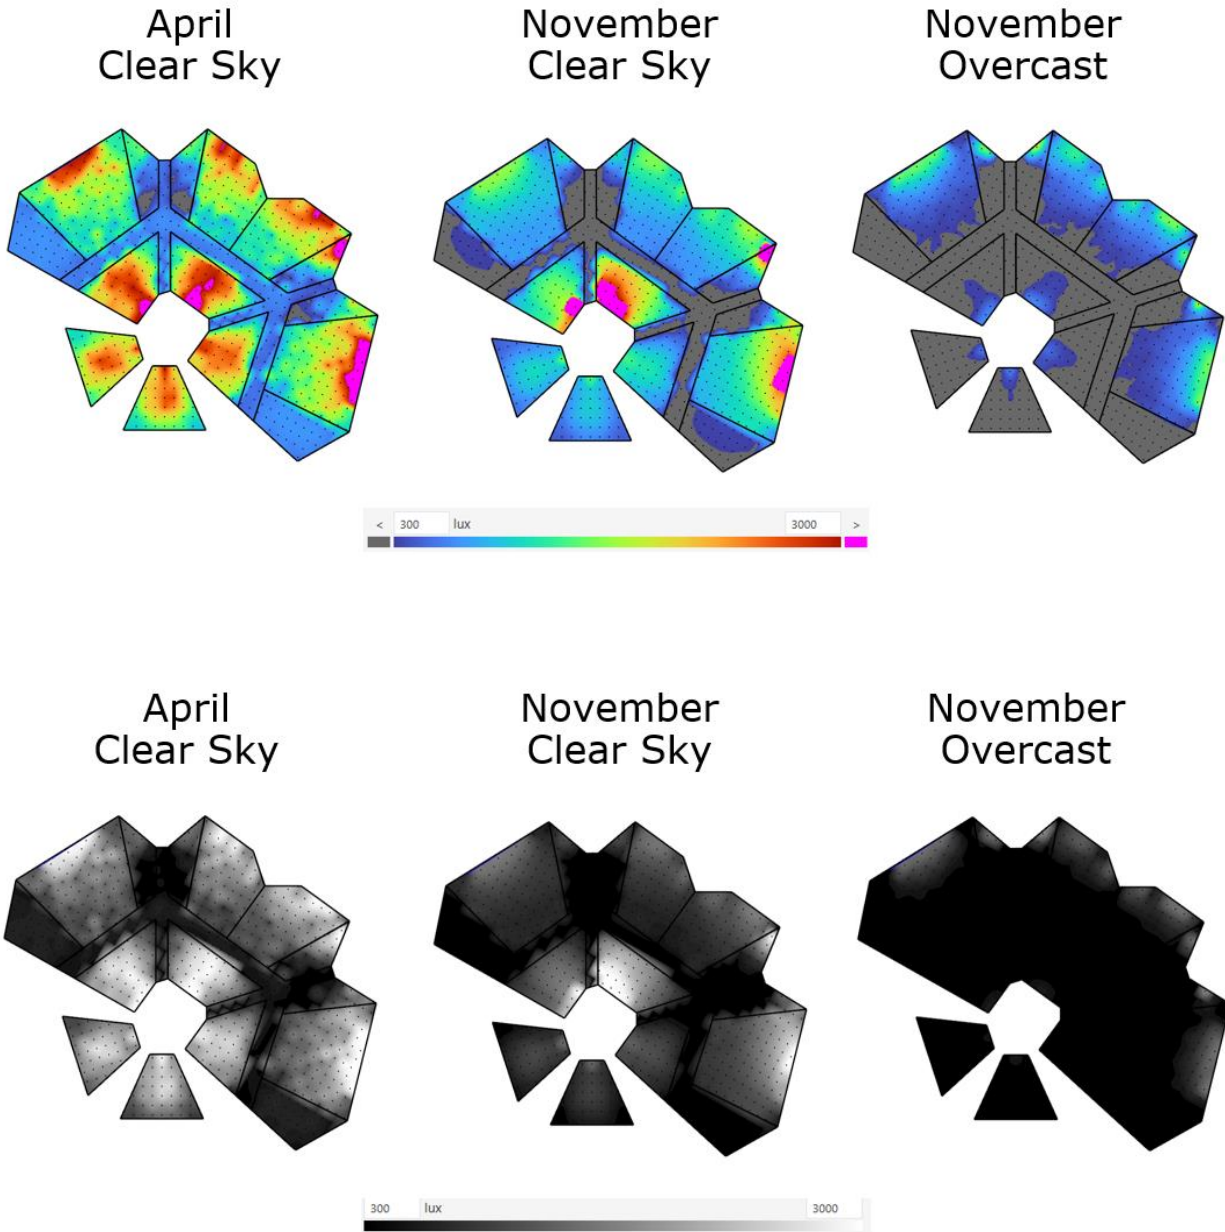 April
Clear Sky
November
Clear Sky
November
Overcast
< 300 lux 3000 >
April
Clear Sky
November
Clear Sky
November
Overcast
300 lux 3000